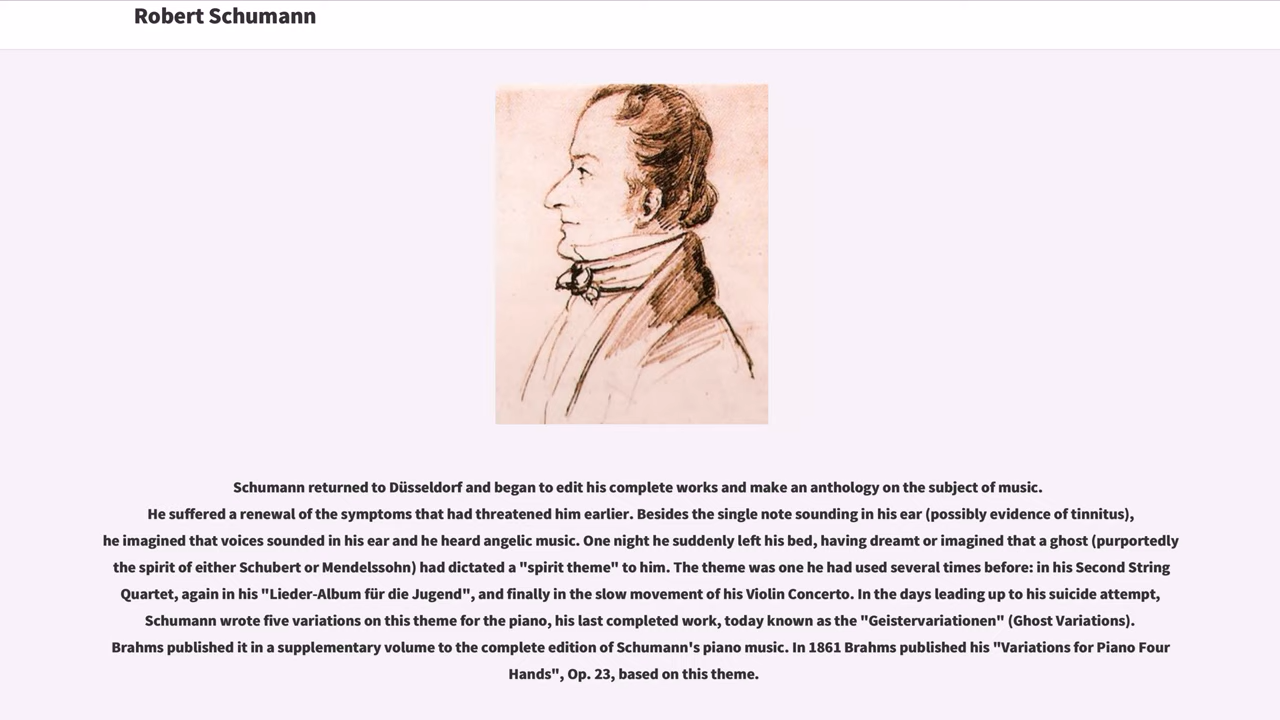 Robert Schumann
Schumann returned to Düsseldorf and began to edit his complete works and make an anthology on the subject of music.
He suffered a renewal of the symptoms that had threatened him earlier. Besides the single note sounding in his ear (possibly evidence of tinnitus),
he imagined that voices sounded in his ear and he heard angelic music. One night he suddenly left his bed, having dreamt or imagined that a ghost (purportedly
the spirit of either Schubert or Mendelssohn) had dictated a "spirit theme" to him. The theme was one he had used several times before: in his Second String
Quartet, again in his "Lieder-Album für die Jugend", and finally in the slow movement of his Violin Concerto. In the days leading up to his suicide attempt,
Schumann wrote five variations on this theme for the piano, his last completed work, today known as the "Geistervariationen" (Ghost Variations).
Brahms published it in a supplementary volume to the complete edition of Schumann's piano music. In 1861 Brahms published his "Variations for Piano Four
Hands", Op. 23, based on this theme.